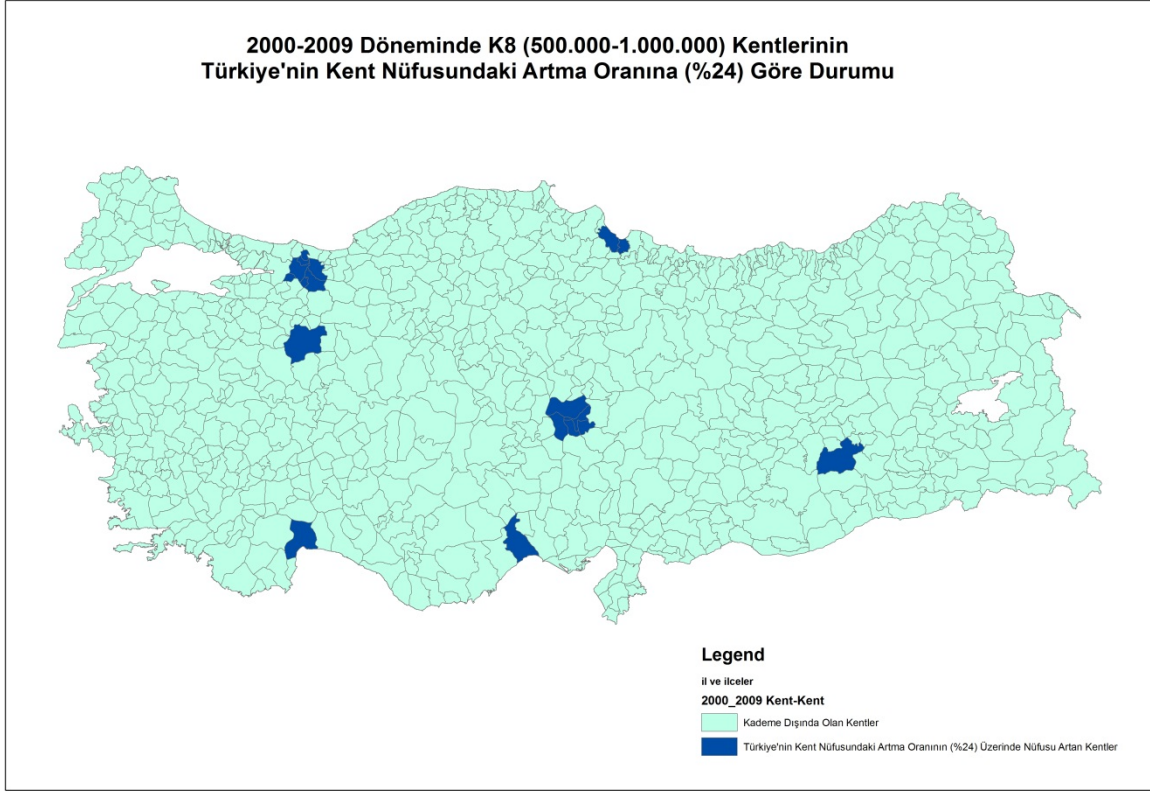 2000-2009 Döneminde K8 (500.000-1.000.000) Kentlerinin
Türkiye'nin Kent Nüfusundaki Artma Oranına (%24) Göre Durumu
Legend
il ve ilceler
2000_2009 Kent-Kent
Kademe Dışında Olan Kentler
Türkiye'nin Kent Nüfusundaki Artma Oranının (%24) Üzerinde Nüfusu Artan Kentler